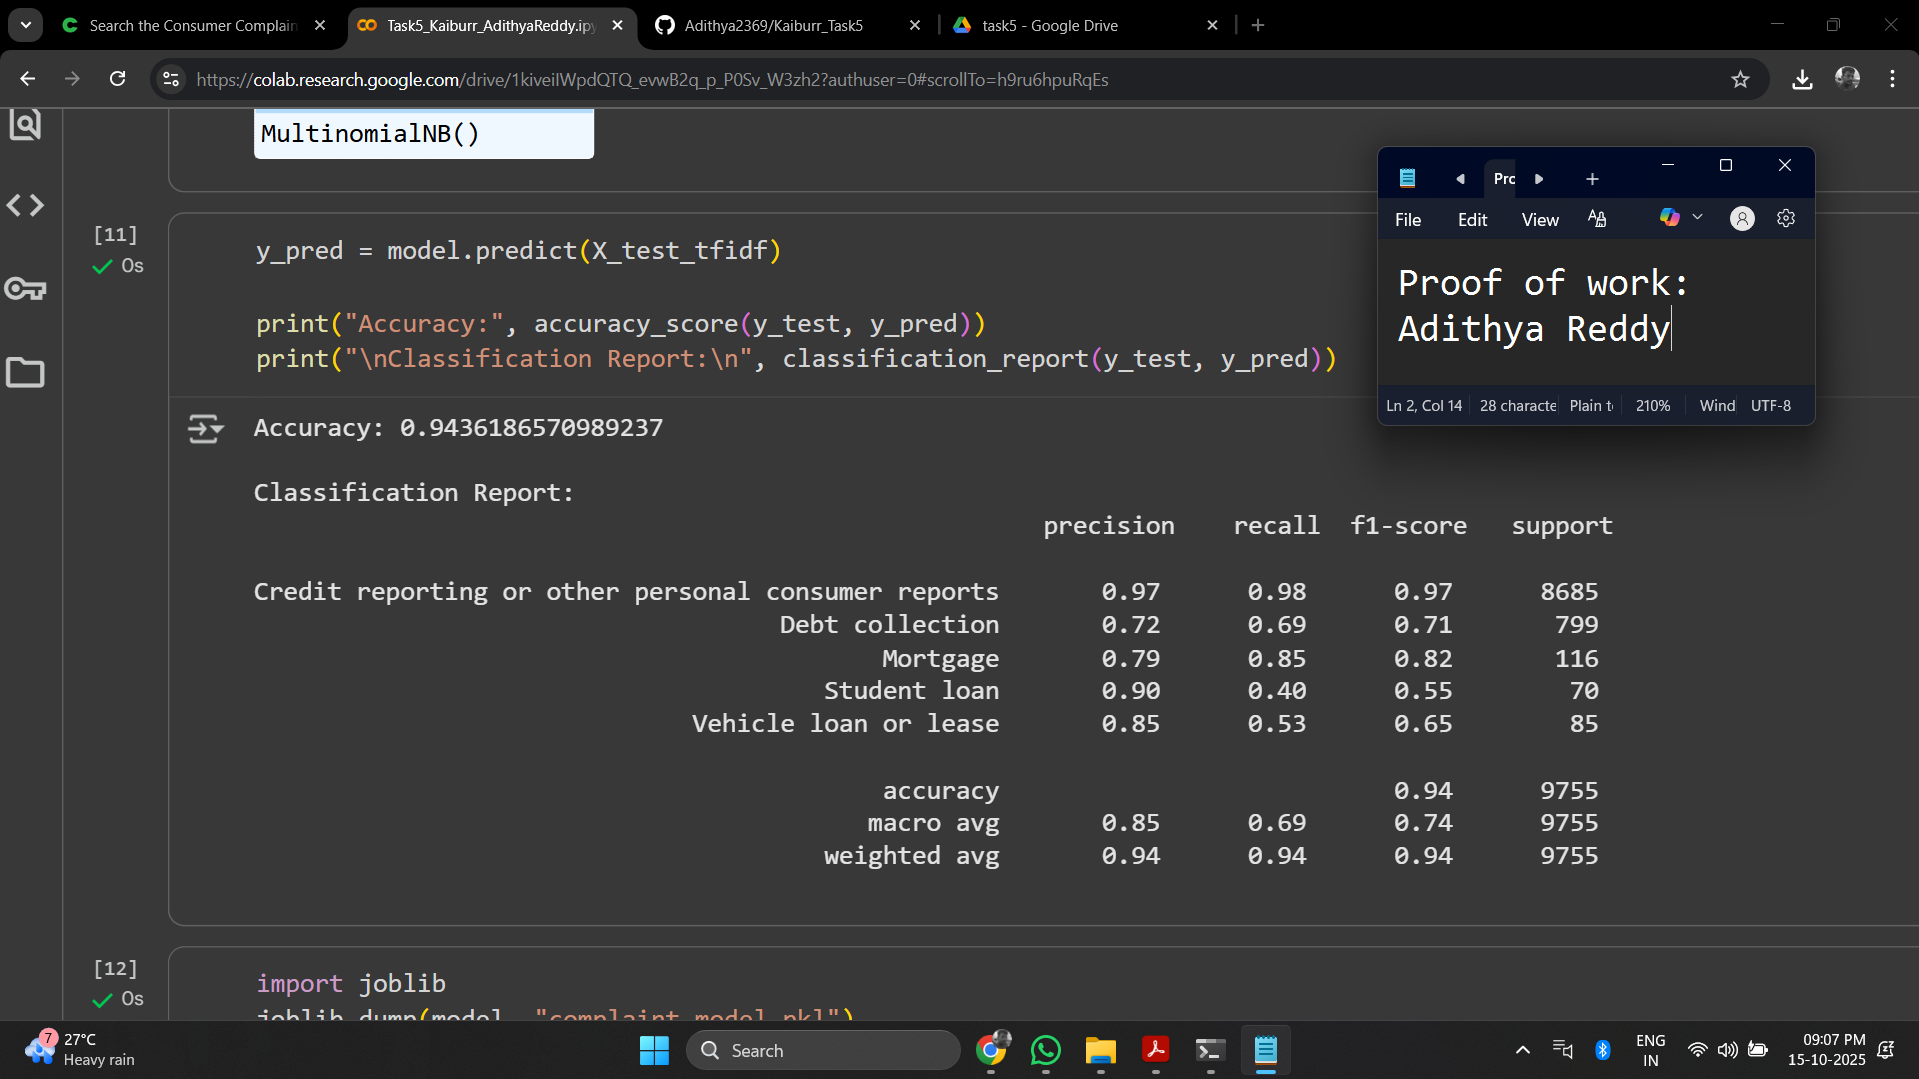 Search the Consumer Complain
Task5_Kaiburr_AdithyaReddy.ipy
Adithya2369/Kaiburr_Task5
task5 - Google Drive
https://colab.research.google.com/drive/1kiveiIWpdQTQ_evwB2q_p_P0Sv_W3zh2?authuser=0#scrollTo=h9ru6hpuRqEs
MultinomialNB()
Pro
File Edit View
Proof of work:
Adithya Reddy
Ln 2, Col 14 28 characte Plain t 210% Wind UTF-8
[11]
0s
y_pred = model.predict(X_test_tfidf)
print("Accuracy:", accuracy_score(y_test, y_pred))
print("\nClassification Report:\n", classification_report(y_test, y_pred))
Accuracy: 0.9436186570989237
Classification Report:
precision recall f1-score support
Credit reporting or other personal consumer reports 0.97 0.98 0.97 8685
Debt collection 0.72 0.69 0.71 799
Mortgage 0.79 0.85 0.82 116
Student loan 0.90 0.40 0.55 70
Vehicle loan or lease 0.85 0.53 0.65 85
accuracy 0.94 9755
macro avg 0.85 0.69 0.74 9755
weighted avg 0.94 0.94 0.94 9755
[12]
0s
import joblib
joblib.dump(model, "complaint_model.pkl")
7
27°C
Heavy rain
Search
ENG
IN
09:07 PM
15-10-2025